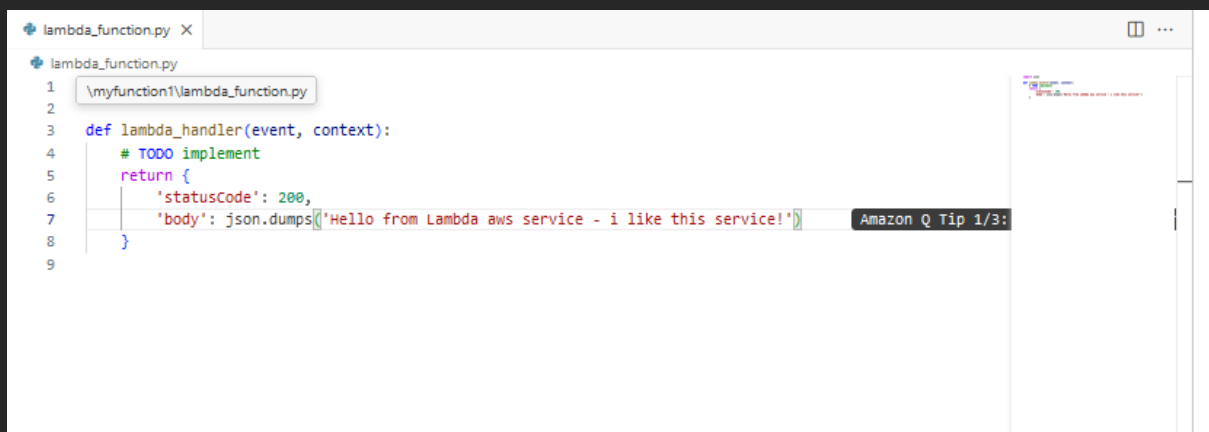 lambda_function.py
lambda_function.py
1
\myfunction1\lambda_function.py
2
3 def lambda_handler(event, context):
4 # TODO implement
5 return {
6 'statusCode': 200,
7 'body': json.dumps('Hello from Lambda aws service - i like this service!') Amazon Q Tip 1/3:
8 }
9